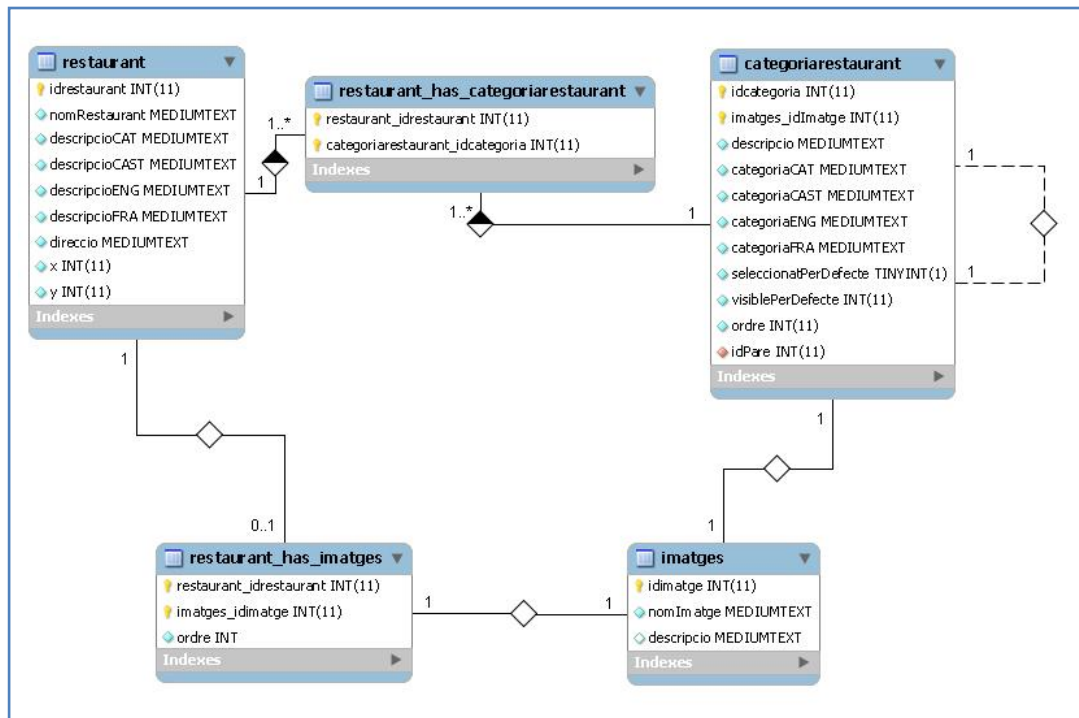 restaurant
idrestaurant INT(11)
nomRestaurant MEDIUMTEXT
descripcioCAT MEDIUMTEXT
descripcioCAST MEDIUMTEXT
descripcioENG MEDIUMTEXT
descripcioFRA MEDIUMTEXT
direccio MEDIUMTEXT
x INT(11)
y INT(11)
Indexes
1..*
1
restaurant_has_categoriarestaurant
restaurant_idrestaurant INT(11)
categoriarestaurant_idcategoria INT(11)
Indexes
1..*
1
categoriarestaurant
idcategoria INT(11)
imatges_idImatge INT(11)
descripcio MEDIUMTEXT
categoriaCAT MEDIUMTEXT
categoriaCAST MEDIUMTEXT
categoriaENG MEDIUMTEXT
categoriaFRA MEDIUMTEXT
seleccionatPerDefecte TINYINT(1)
visiblePerDefecte INT(11)
ordre INT(11)
idPare INT(11)
Indexes
1
1
1
0..1
1
1
restaurant_has_imatges
restaurant_idrestaurant INT(11)
imatges_idimatge INT(11)
ordre INT
Indexes
1
1
imatges
idimatge INT(11)
nomImatge MEDIUMTEXT
descripcio MEDIUMTEXT
Indexes